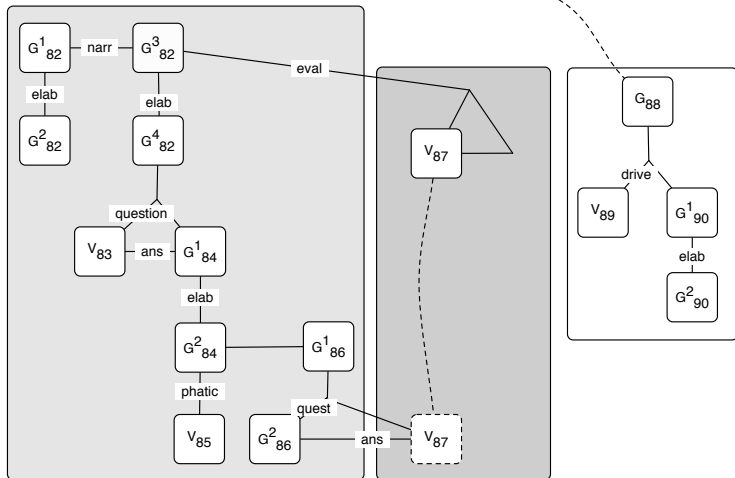 G¹₈₂ narr G³₈₂
eval
elab elab
G²₈₂ G⁴₈₂
V₈₇
G₈₈
drive
question
V₈₃ ans G¹₈₄
V₈₉ G¹₉₀
elab
elab
G²₉₀
G²₈₄ G¹₈₆
phatic
quest
V₈₅ G²₈₆ ans V₈₇